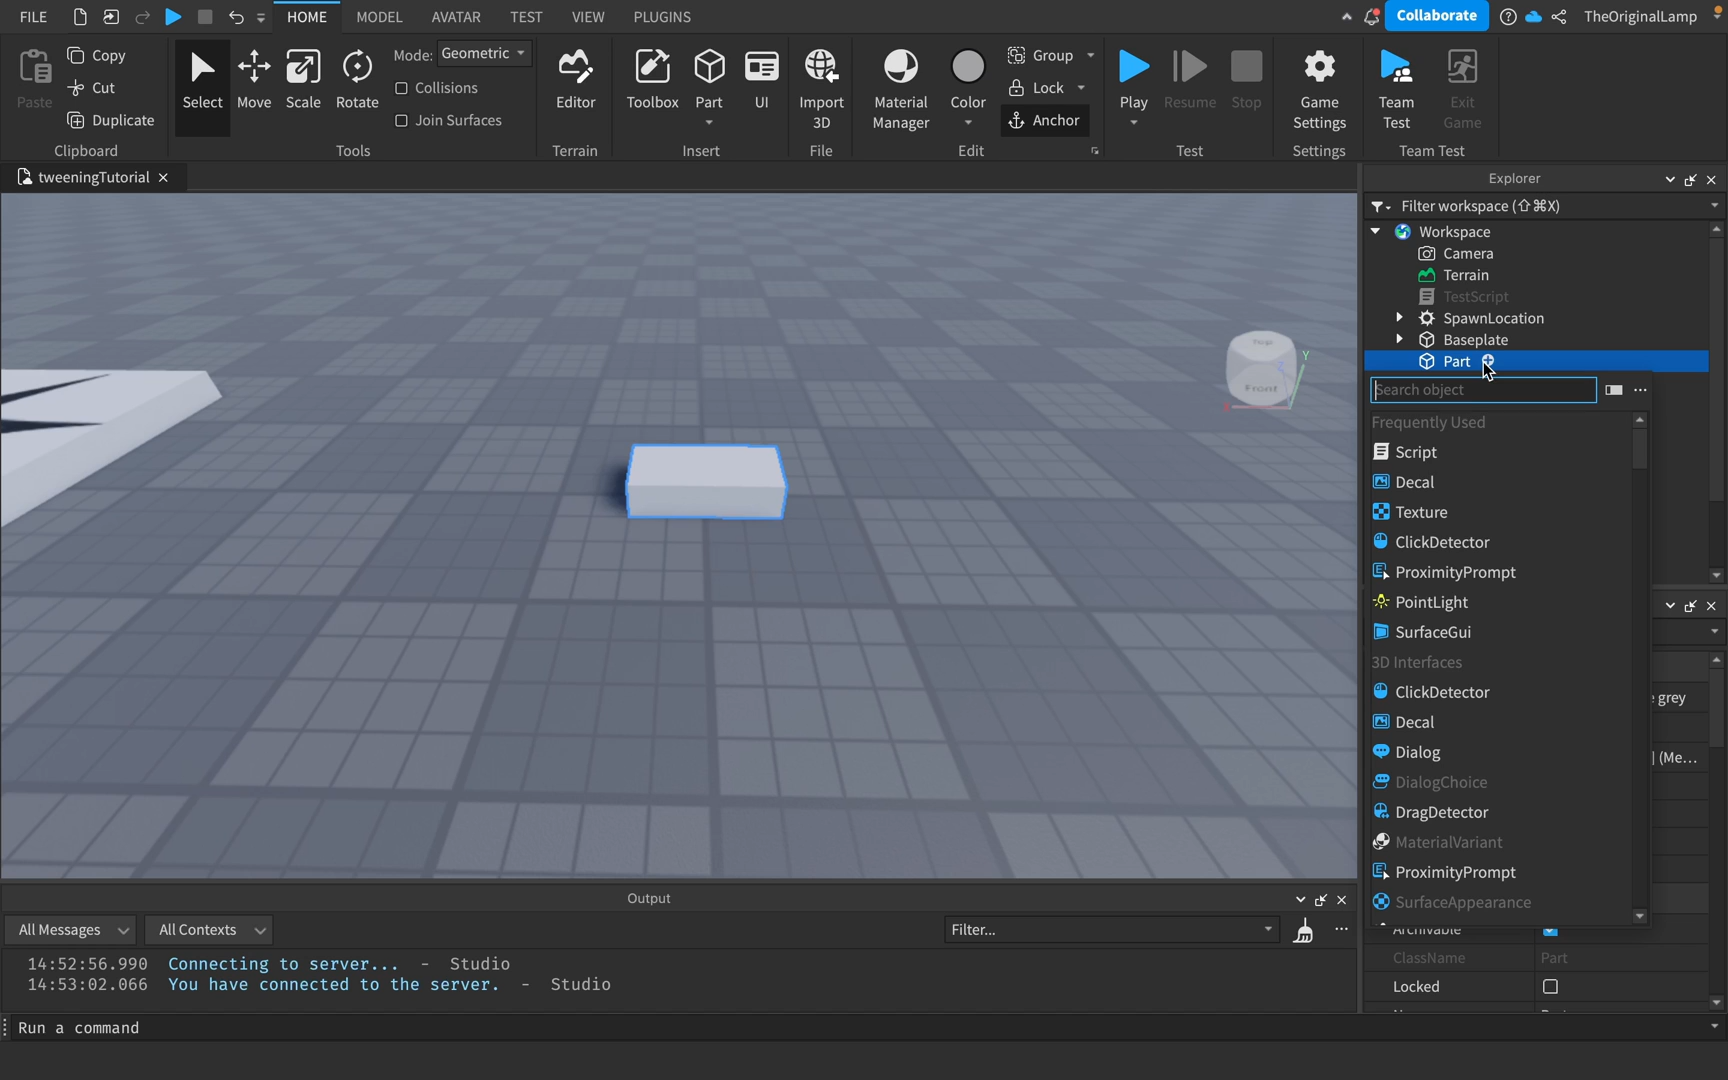 FILE HOME MODEL AVATAR TEST VIEW PLUGINS Collaborate TheOriginalLamp
Paste Copy Cut Duplicate
Clipboard
Select Move Scale Rotate
Mode: Geometric
Collisions
Join Surfaces
Tools
Editor
Terrain
Toolbox Part UI
Insert
Import
3D
File
Material
Manager
Color
Group
Lock
Anchor
Edit
Play Resume Stop
Test
Game
Settings
Settings
Team
Test
Exit
Game
Team Test
tweeningTutorial
Explorer
Filter workspace (⇧⌘X)
Workspace
Camera
Terrain
TestScript
SpawnLocation
Baseplate
Part
Search object
Frequently Used
Script
Decal
Texture
ClickDetector
ProximityPrompt
PointLight
SurfaceGui
3D Interfaces
ClickDetector
Decal
Dialog
DialogChoice
DragDetector
MaterialVariant
ProximityPrompt
SurfaceAppearance
grey
(Me...
Archivable
ClassName Part
Locked
Front
X
Y
Z
Output
All Messages All Contexts Filter...
14:52:56.990 Connecting to server... - Studio
14:53:02.066 You have connected to the server. - Studio
Run a command